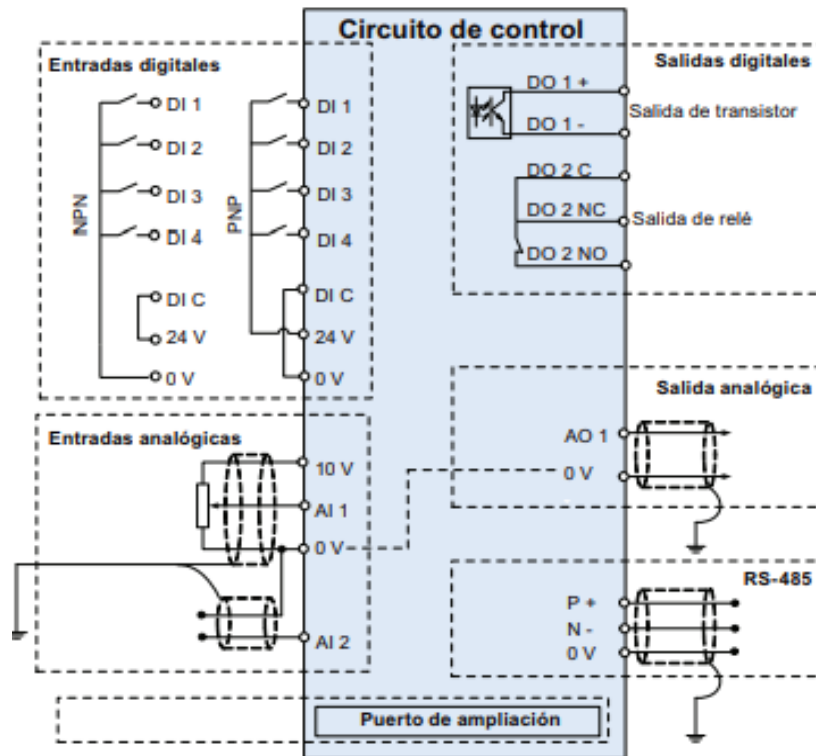 Circuito de control
Entradas digitales
NPN
DI 1
DI 2
DI 3
DI 4
DI C
24 V
0 V
PNP
DI 1
DI 2
DI 3
DI 4
DI C
24 V
0 V
Salidas digitales
DO 1 +
Salida de transistor
DO 1 -
DO 2 C
DO 2 NC
Salida de relé
DO 2 NO
Entradas analógicas
10 V
AI 1
0 V
AI 2
Salida analógica
AO 1
0 V
RS-485
P +
N -
0 V
Puerto de ampliación